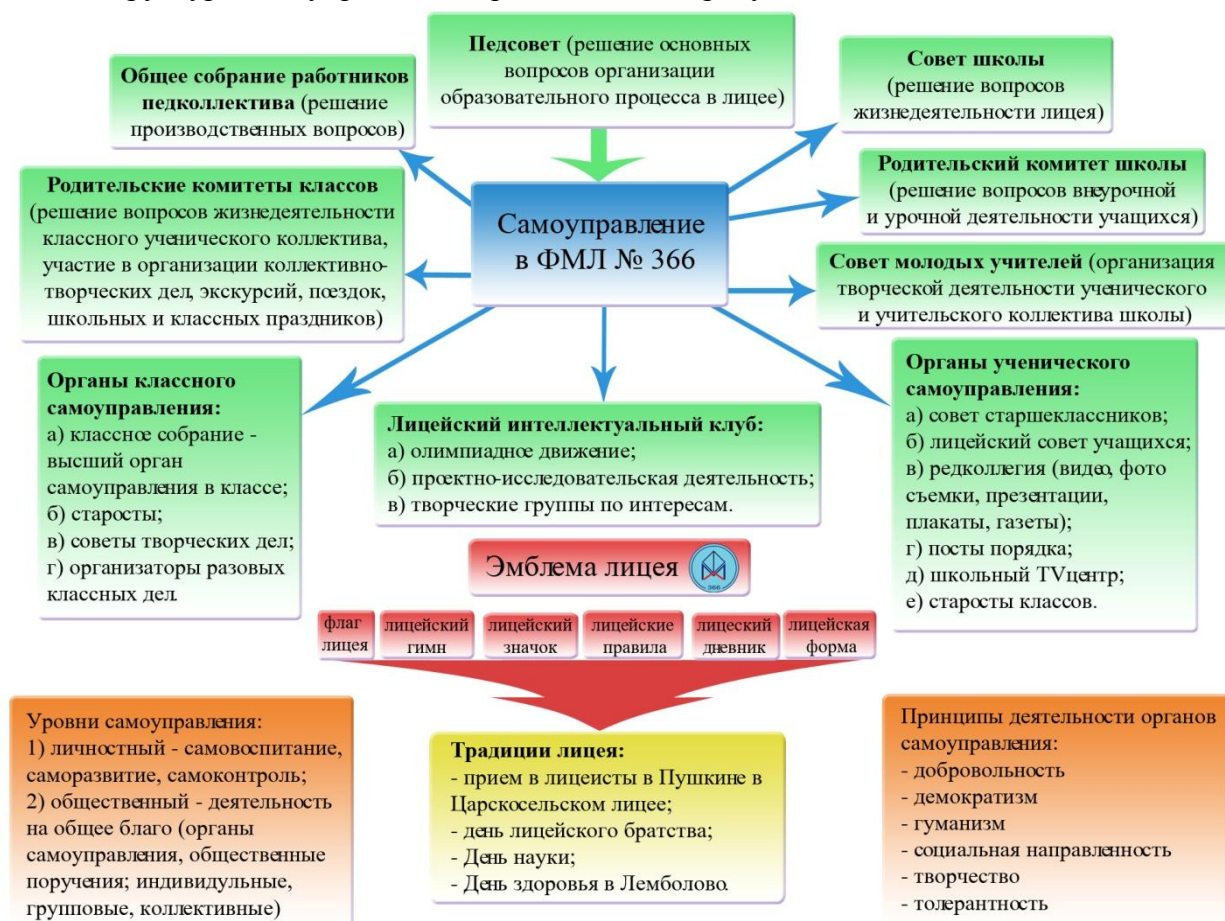 Педсовет (решение основных
вопросов организации
образовательного процесса в лицее)
Общее собрание работников
педколлектива (решение
производственных вопросов)
Совет школы
(решение вопросов
жизнедеятельности лицея)
Родительские комитеты классов
(решение вопросов жизнедеятельности
классного ученического коллектива,
участие в организации коллективно-
творческих дел, экскурсий, поездок,
школьных и классных праздников)
Самоуправление
в ФМЛ № 366
Родительский комитет школы
(решение вопросов внеурочной
и урочной деятельности учащихся)
Совет молодых учителей (организация
творческой деятельности ученического
и учительского коллектива школы)
Органы классного
самоуправления:
а) классное собрание -
высший орган
самоуправления в классе;
б) старосты;
в) советы творческих дел;
г) организаторы разовых
классных дел.
Лицейский интеллектуальный клуб:
а) олимпиадное движение;
б) проектно-исследовательская деятельность;
в) творческие группы по интересам.
Органы ученического
самоуправления:
а) совет старшеклассников;
б) лицейский совет учащихся;
в) редколлегия (видео, фото
съемки, презентации,
плакаты, газеты);
г) посты порядка;
д) школьный TVцентр;
е) старосты классов.
Эмблема лицея
366
флаг
лицея
лицейский
гимн
лицейский
значок
лицейские
правила
лицеский
дневник
лицейская
форма
Уровни самоуправления:
1) личностный - самовоспитание,
саморазвитие, самоконтроль;
2) общественный - деятельность
на общее благо (органы
самоуправления, общественные
поручения; индивидульные,
групповые, коллективные)
Традиции лицея:
- прием в лицеисты в Пушкине в
Царскосельском лицее;
- день лицейского братства;
- День науки;
- День здоровья в Лемболово.
Принципы деятельности органов
самоуправления:
- добровольность
- демократизм
- гуманизм
- социальная направленность
- творчество
- толерантность